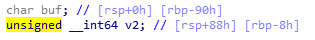 char buf; // [rsp+0h] [rbp-90h]
unsigned __int64 v2; // [rsp+88h] [rbp-8h]